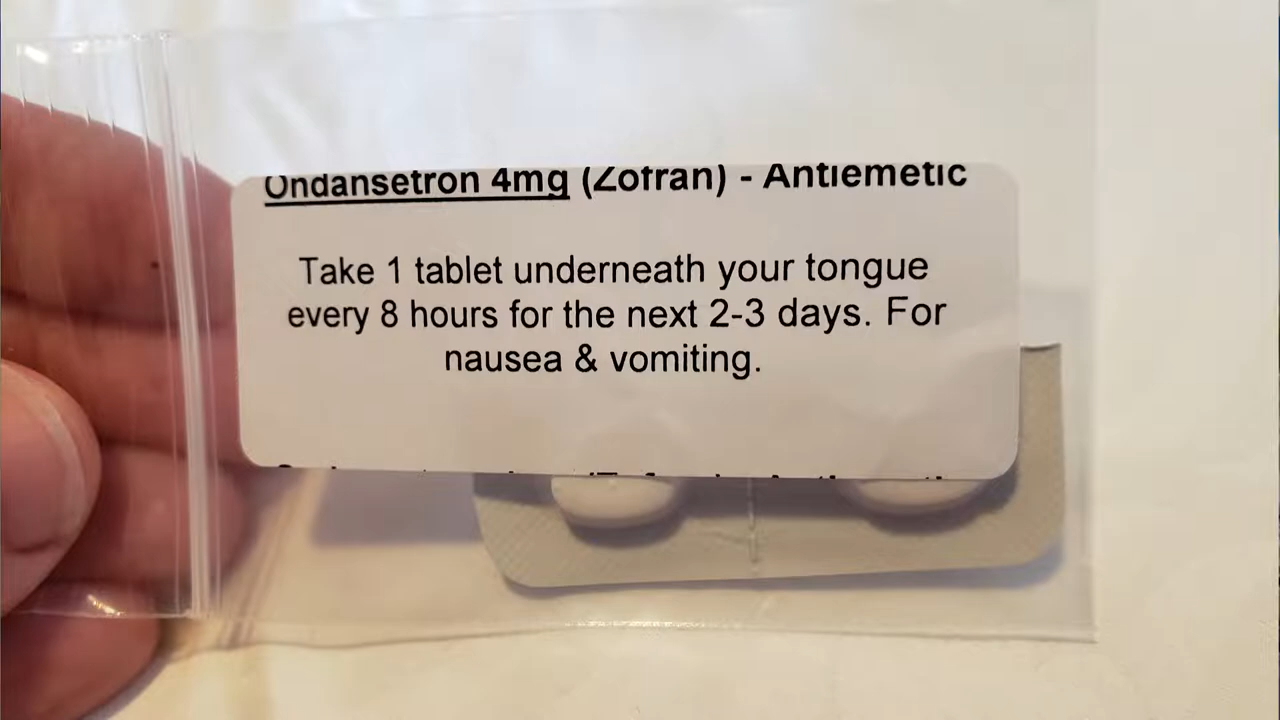 Ondansetron 4mg (Zofran) - Antiemetic
Take 1 tablet underneath your tongue
every 8 hours for the next 2-3 days. For
nausea & vomiting.